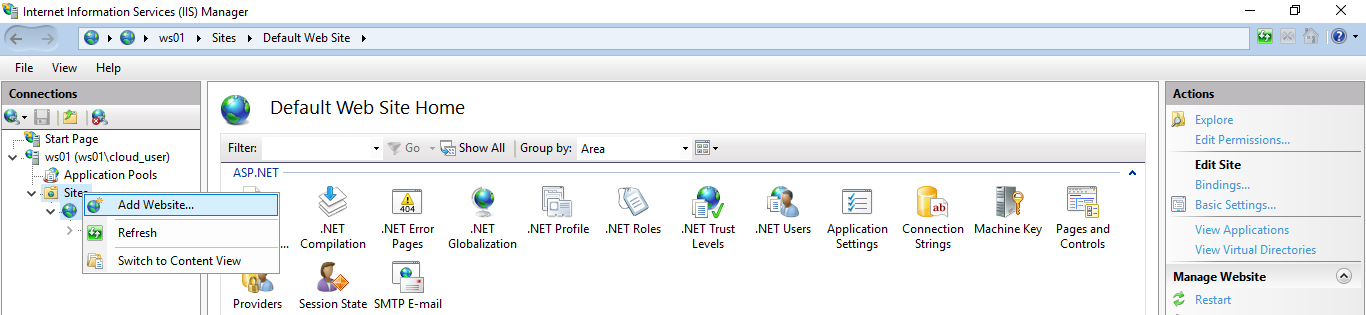 Internet Information Services (IIS) Manager
ws01 Sites Default Web Site
File View Help
Connections
Start Page
ws01 (ws01\cloud_user)
Application Pools
Sites
Add Website...
Refresh
Switch to Content View
Default Web Site Home
Filter: Go Show All Group by: Area
ASP.NET
.NET Compilation
.NET Error Pages
.NET Globalization
.NET Profile
.NET Roles
.NET Trust Levels
.NET Users
Application Settings
Connection Strings
Machine Key
Pages and Controls
Providers
Session State
SMTP E-mail
Actions
Explore
Edit Permissions...
Edit Site
Bindings...
Basic Settings...
View Applications
View Virtual Directories
Manage Website
Restart